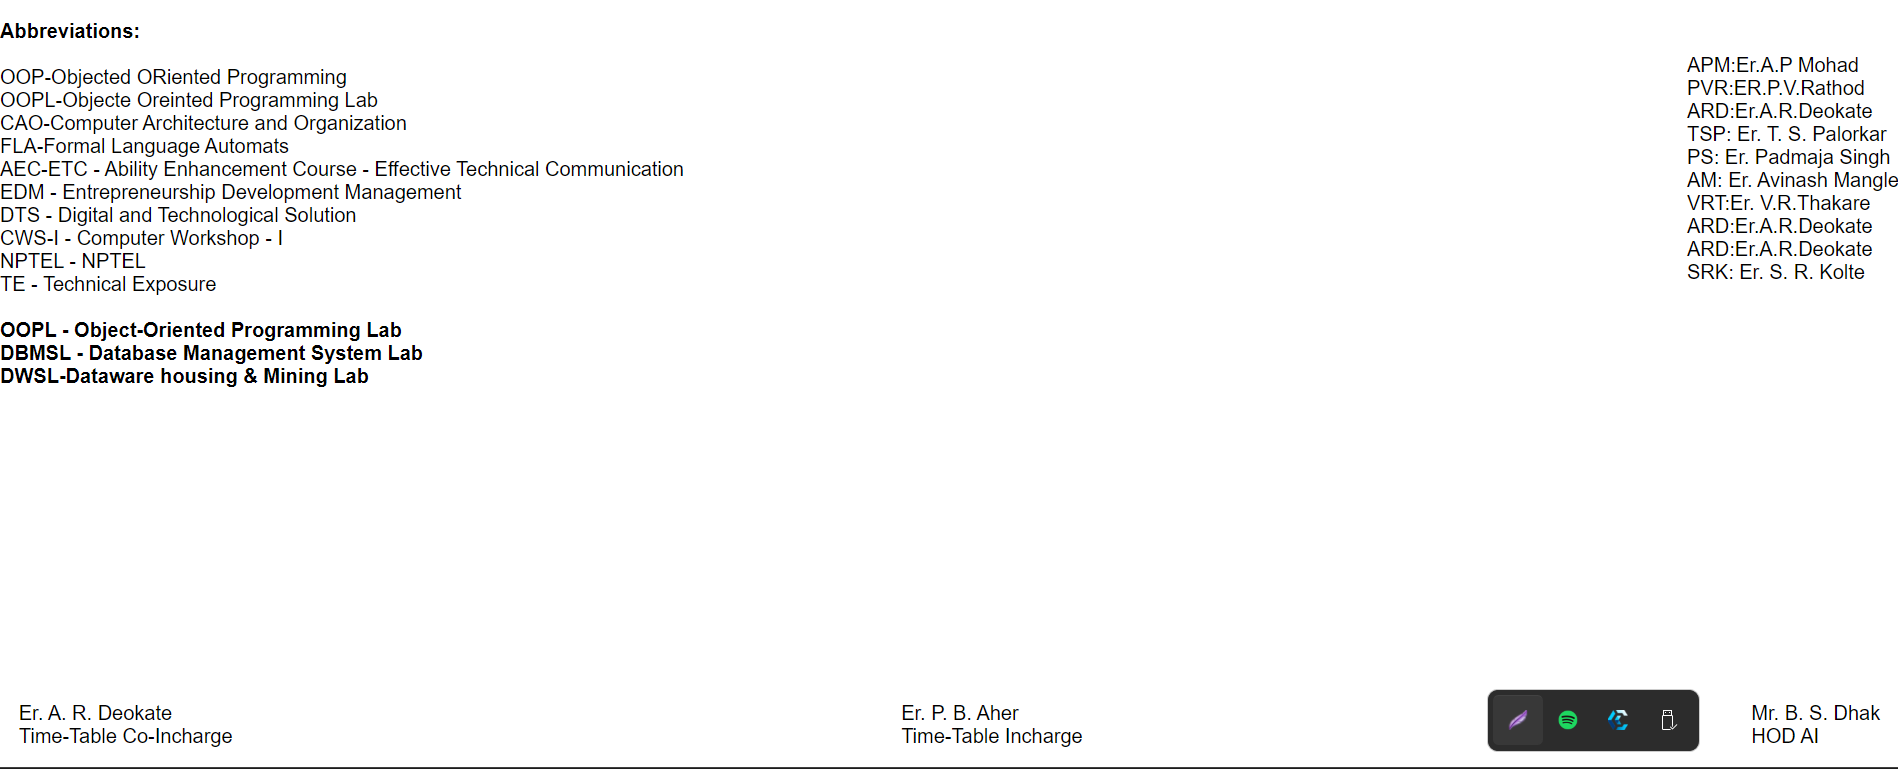 Abbreviations:
OOP-Objected ORiented Programming
OOPL-Objecte Oreinted Programming Lab
CAO-Computer Architecture and Organization
FLA-Formal Language Automats
AEC-ETC - Ability Enhancement Course - Effective Technical Communication
EDM - Entrepreneurship Development Management
DTS - Digital and Technological Solution
CWS-I - Computer Workshop - I
NPTEL - NPTEL
TE - Technical Exposure
OOPL - Object-Oriented Programming Lab
DBMSL - Database Management System Lab
DWSL-Dataware housing & Mining Lab
APM:Er.A.P Mohad
PVR:ER.P.V.Rathod
ARD:Er.A.R.Deokate
TSP: Er. T. S. Palorkar
PS: Er. Padmaja Singh
AM: Er. Avinash Mangle
VRT:Er. V.R.Thakare
ARD:Er.A.R.Deokate
ARD:Er.A.R.Deokate
SRK: Er. S. R. Kolte
Er. A. R. Deokate
Time-Table Co-Incharge
Er. P. B. Aher
Time-Table Incharge
Mr. B. S. Dhak
HOD AI